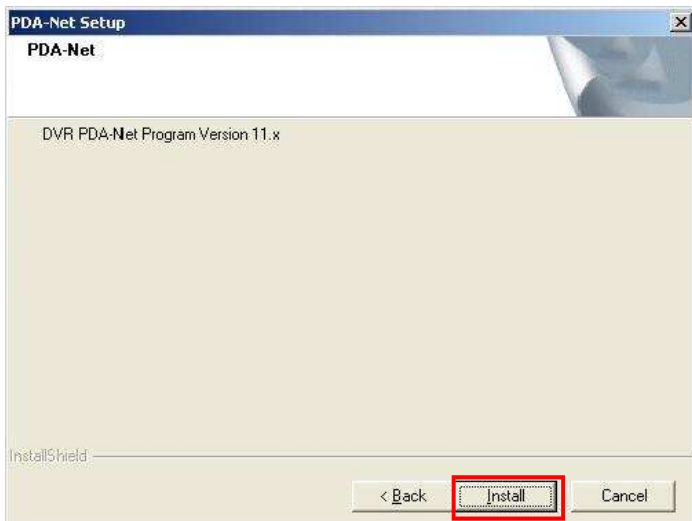 PDA-Net Setup
PDA-Net
DVR PDA-Net Program Version 11.x
InstallShield
< Back
Install
Cancel